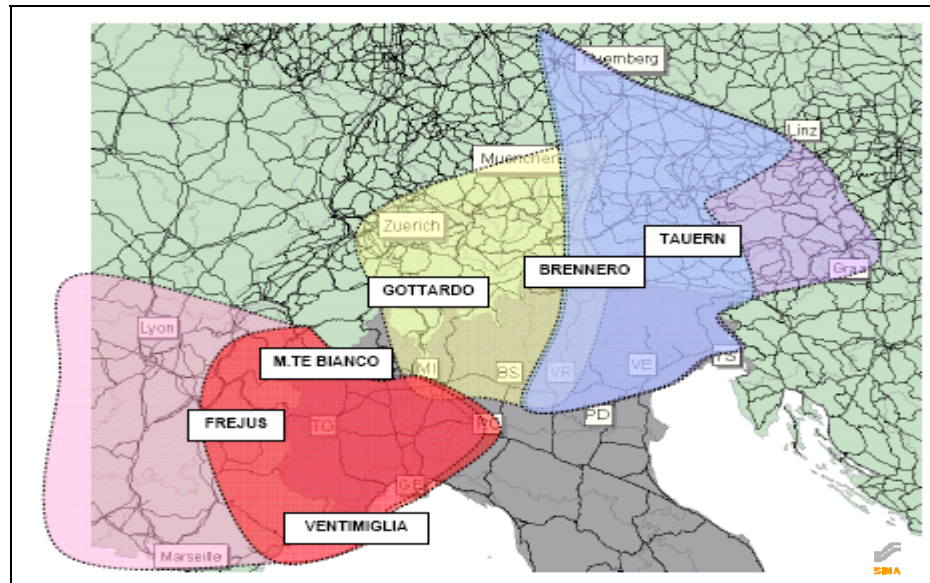 Nuernberg
Linz
Muenchen
Zuerich
TAUERN
BRENNERO
Graz
GOTTARDO
Lyon
M.TE BIANCO
MI
BS
VR
VE
TS
FREJUS
TO
PC
PD
GE
VENTIMIGLIA
Marseille
SINA